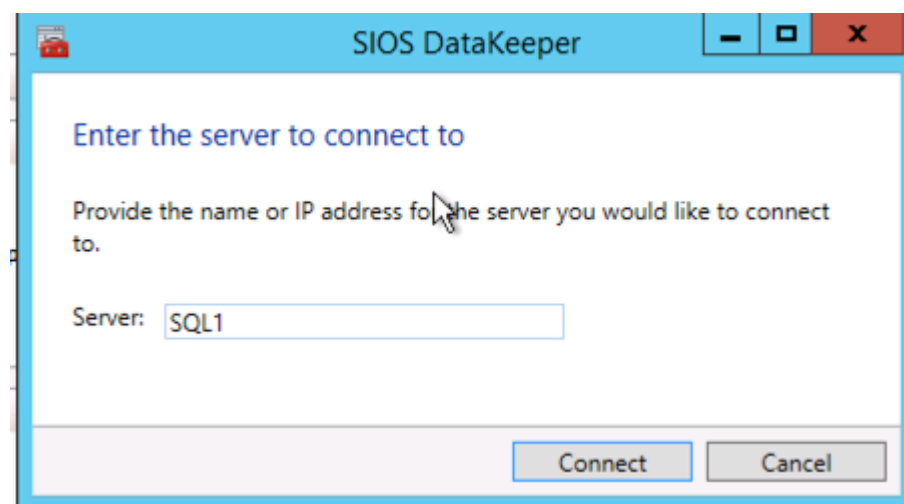 SIOS DataKeeper
Enter the server to connect to
Provide the name or IP address for the server you would like to connect
to.
Server: SQL1
Connect Cancel